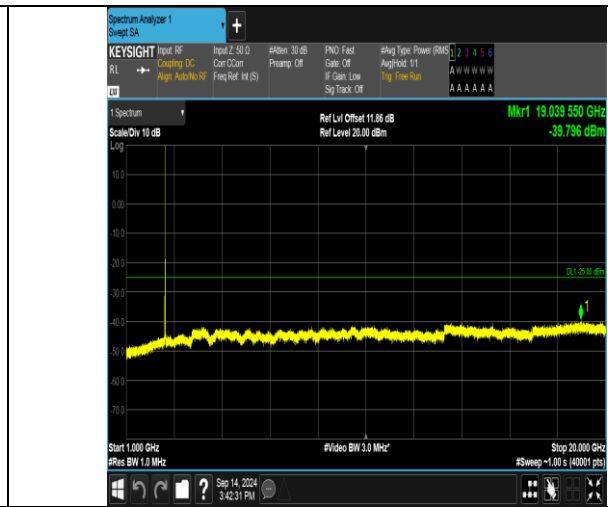 Spectrum Analyzer 1
Swept SA
+
KEYSIGHT Input: RF Input Z: 50 Ω #Atten: 30 dB PNO: Fast #Avg Type: Power (RMS 1 2 3 4 5 6
RL Coupling: DC Corr CCorr Preamp: Off Gate: Off Avg|Hold: 1/1 A W W W W W
Align: Auto/No RF Freq Ref: Int (S) IF Gain: Low Trig: Free Run
LXI Sig Track: Off A A A A A A
1 Spectrum Ref Lvl Offset 11.86 dB Mkr1 19.039 550 GHz
Scale/Div 10 dB Ref Level 20.00 dBm -39.796 dBm
Log
10.0
0.00
-10.0
-20.0
DL1 -25.00 dBm
-30.0
1
-40.0
-50.0
-60.0
-70.0
Start 1.000 GHz #Video BW 3.0 MHz* Stop 20.000 GHz
#Res BW 1.0 MHz #Sweep ~1.00 s (40001 pts)
? Sep 14, 2024
3:42:31 PM